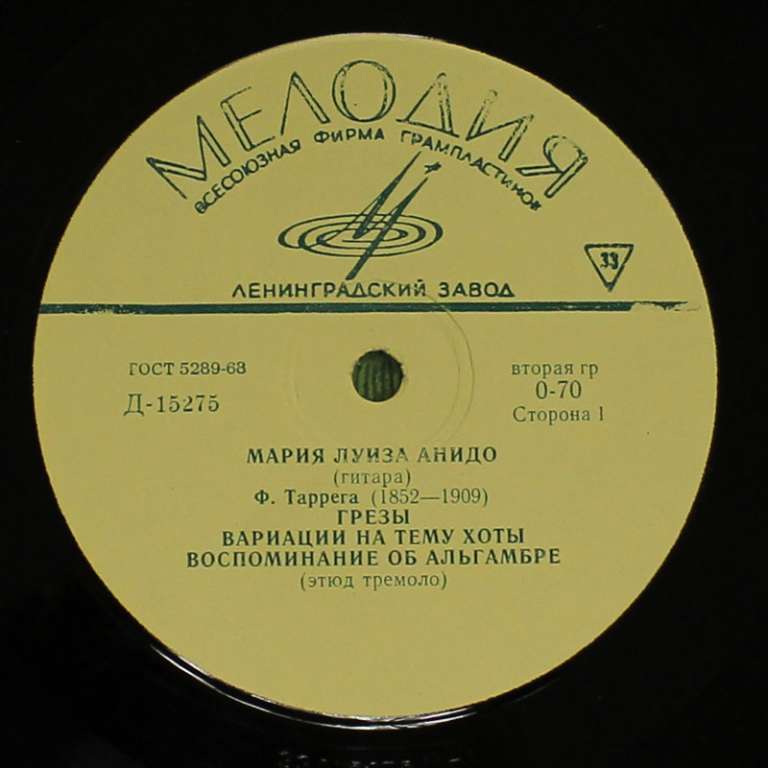 МЕЛОДИЯ
ВСЕСОЮЗНАЯ ФИРМА ГРАМПЛАСТИНОК
33
ЛЕНИНГРАДСКИЙ ЗАВОД
ГОСТ 5289-68
вторая гр
Д-15275
0-70
Сторона 1
МАРИЯ ЛУИЗА АНИДО
(гитара)
Ф. Таррега (1852—1909)
ГРЕЗЫ
ВАРИАЦИИ НА ТЕМУ ХОТЫ
ВОСПОМИНАНИЕ ОБ АЛЬГАМБРЕ
(этюд тремоло)